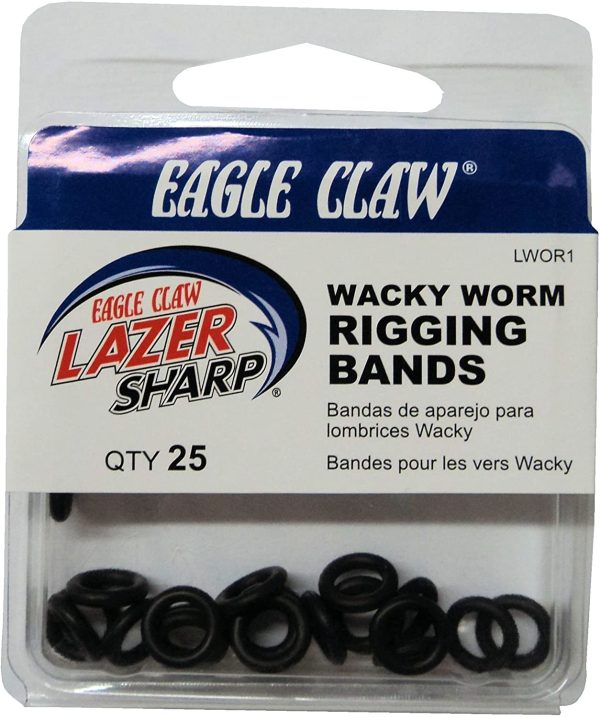 EAGLE CLAW®
LWOR1
EAGLE CLAW
LAZER
SHARP®
QTY 25
WACKY WORM
RIGGING
BANDS
Bandas de aparejo para
lombrices Wacky
Bandes pour les vers Wacky